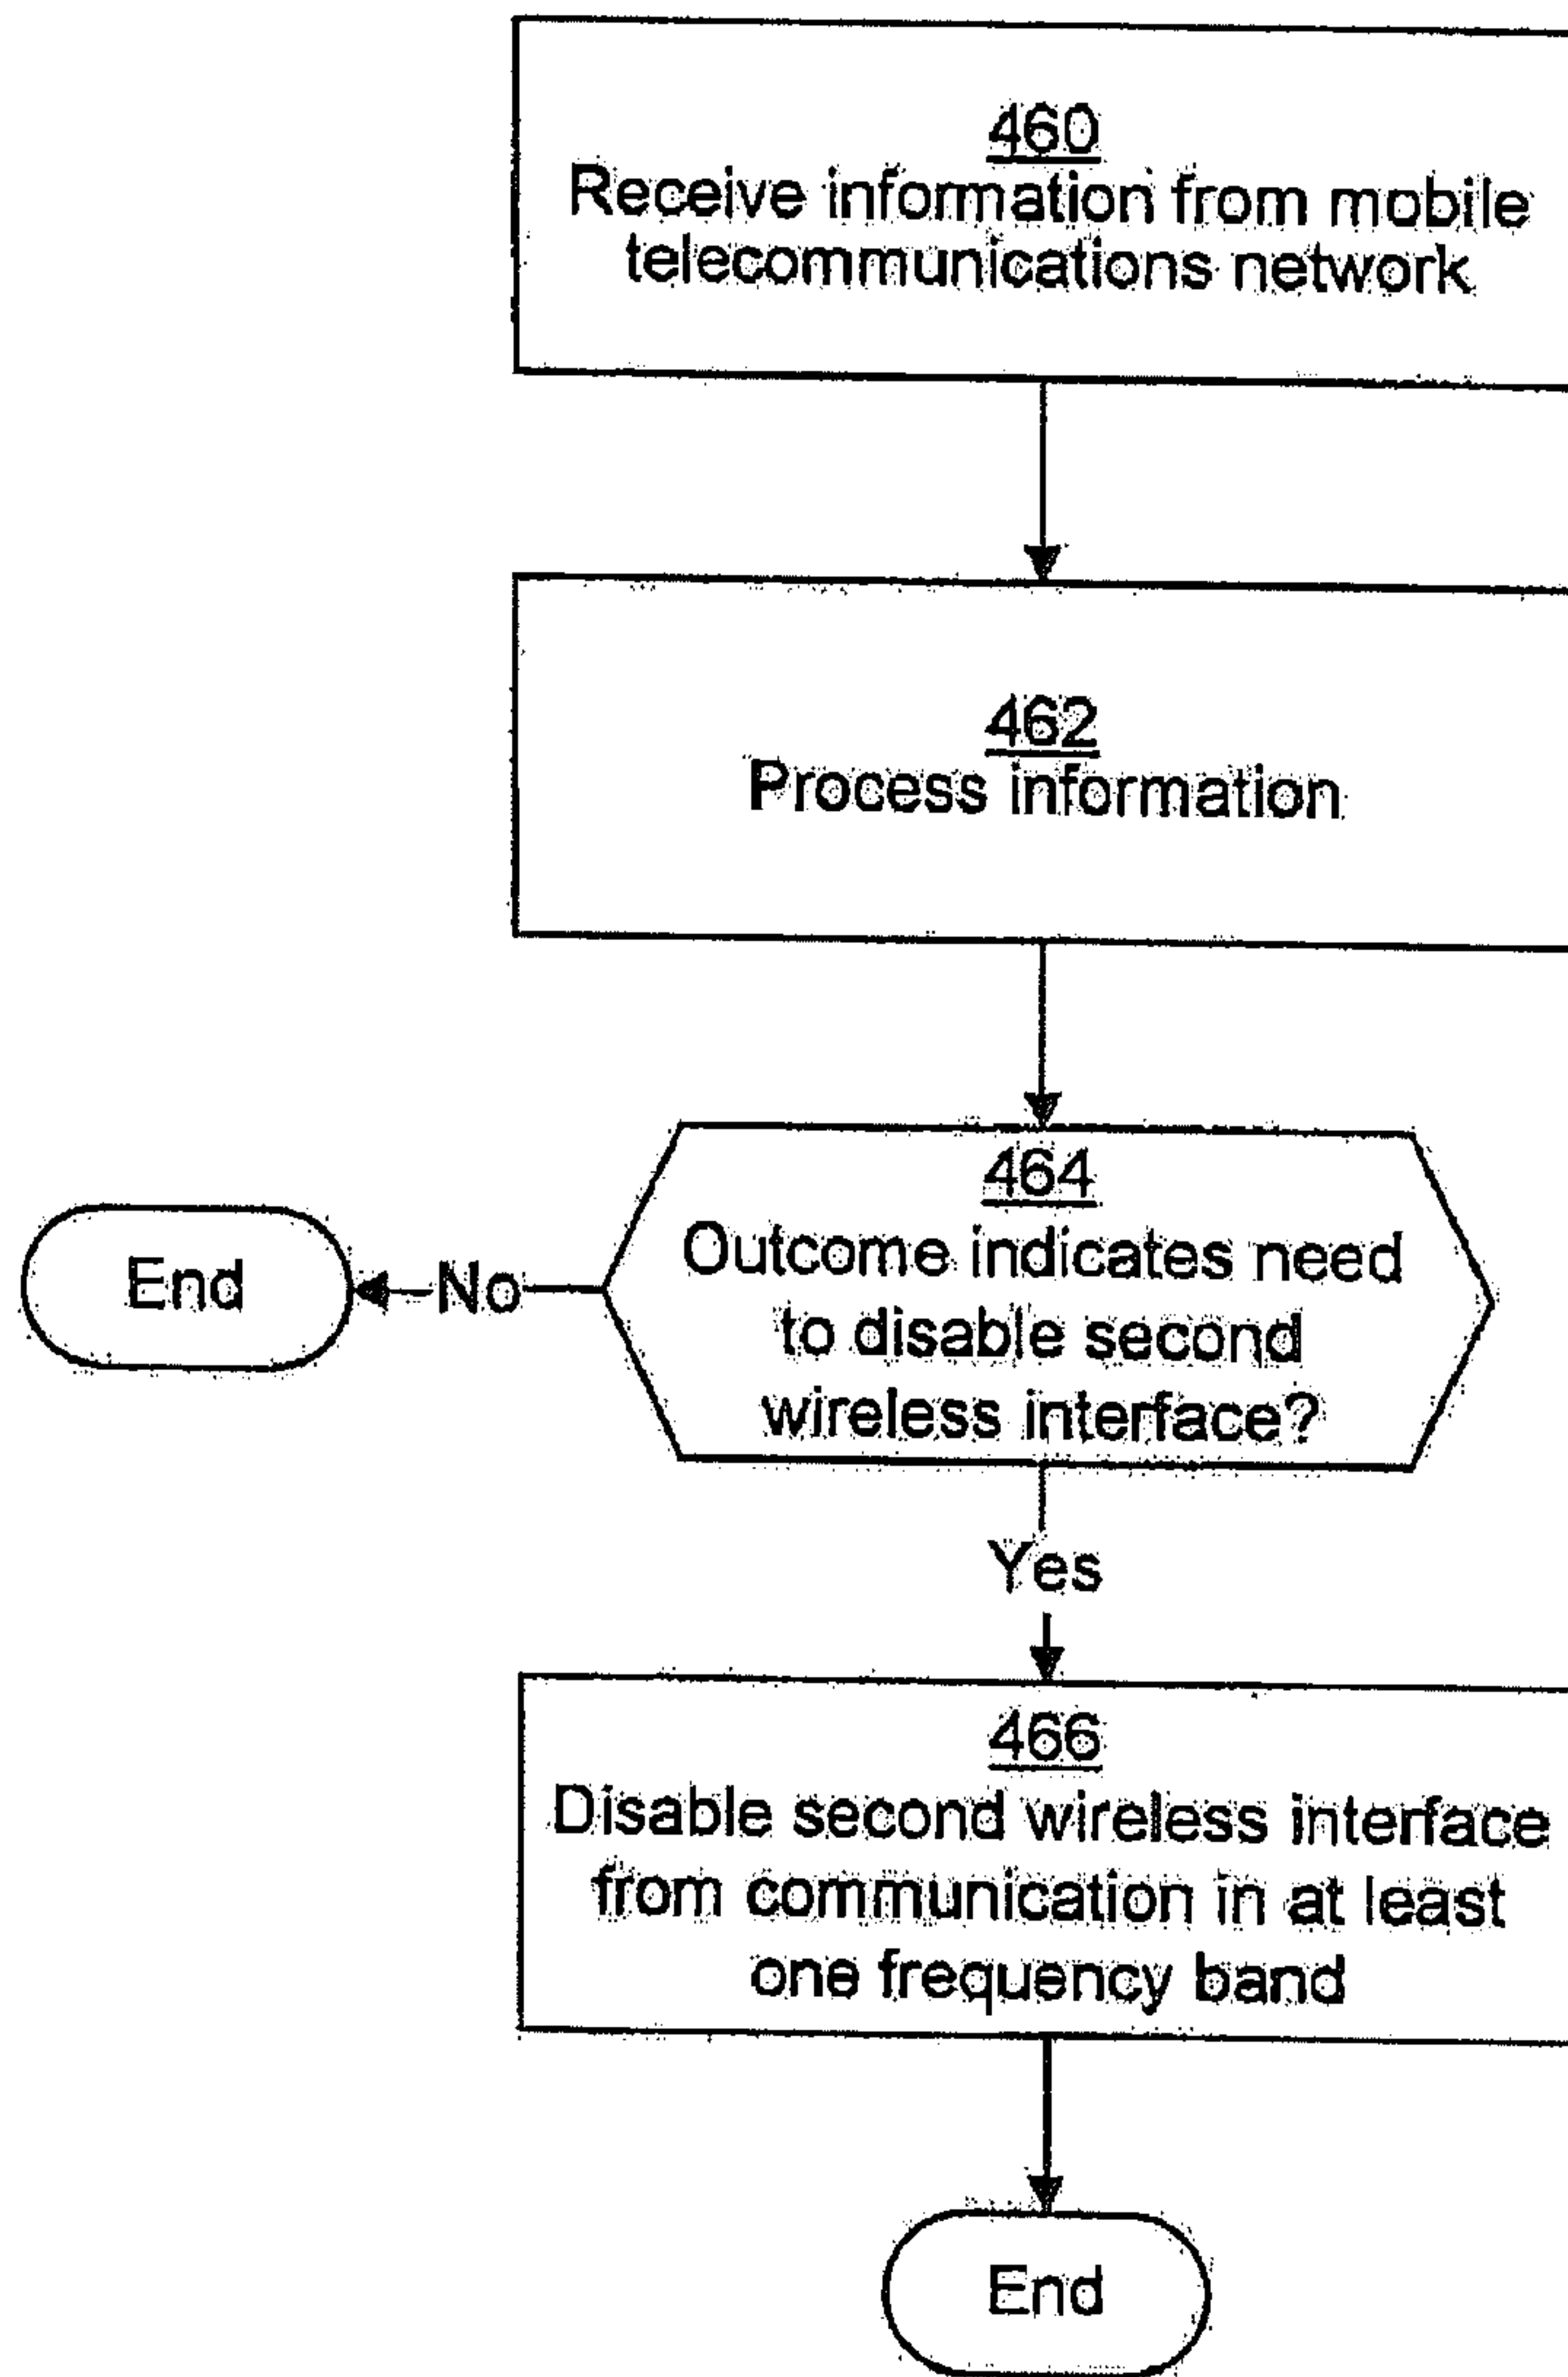 460
Receive information from mobile
telecommunications network
462
Process information
464
Outcome indicates need
to disable second
wireless interface?
End
No
Yes
466
Disable second wireless interface
from communication in at least
one frequency band
End